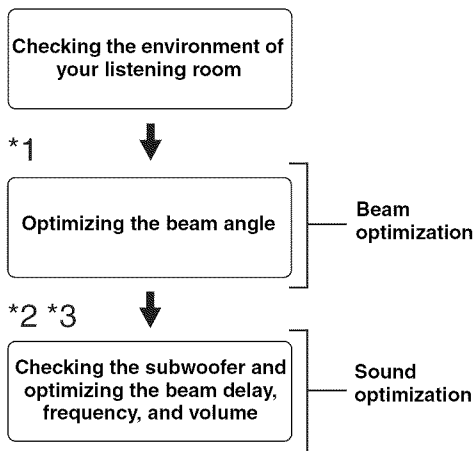 Checking the environment of
your listening room
*1
Optimizing the beam angle
Beam
optimization
*2 *3
Checking the subwoofer and
optimizing the beam delay,
frequency, and volume
Sound
optimization